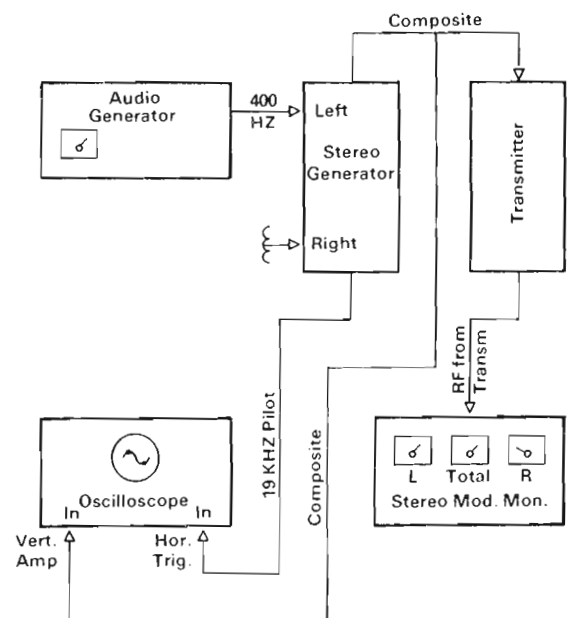 Composite
Audio
Generator
400
HZ
Left
Stereo
Generator
Right
Transmitter
RF from
Transm
19 KHZ Pilot
Composite
Oscilloscope
In
In
Vert.
Amp
Hor.
Trig.
L
Total
R
Stereo Mod. Mon.